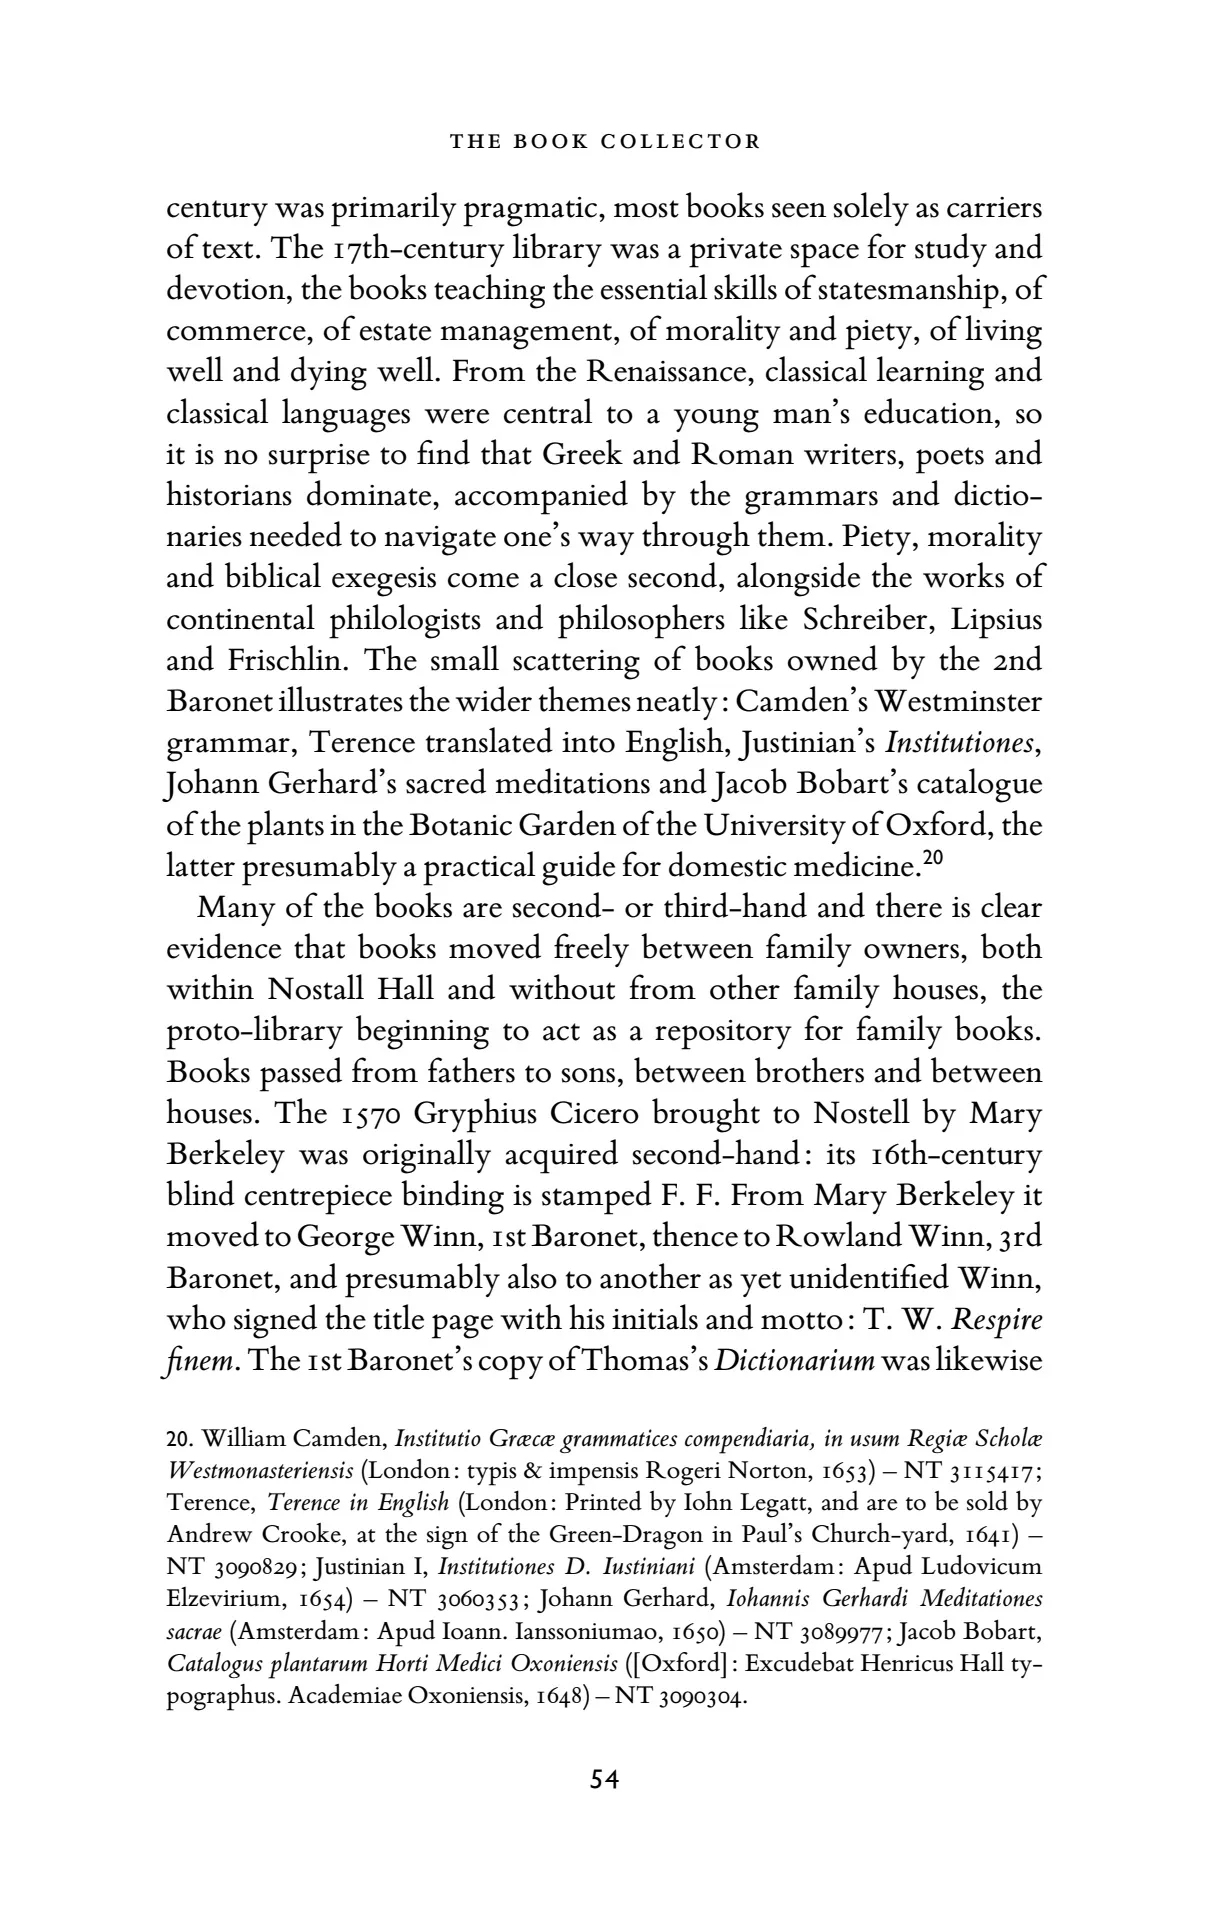 THE BOOK COLLECTOR
century was primarily pragmatic, most books seen solely as carriers
of text. The 17th-century library was a private space for study and
devotion, the books teaching the essential skills of statesmanship, of
commerce, of estate management, of morality and piety, of living
well and dying well. From the Renaissance, classical learning and
classical languages were central to a young man’s education, so
it is no surprise to find that Greek and Roman writers, poets and
historians dominate, accompanied by the grammars and dictio-
naries needed to navigate one’s way through them. Piety, morality
and biblical exegesis come a close second, alongside the works of
continental philologists and philosophers like Schreiber, Lipsius
and Frischlin. The small scattering of books owned by the 2nd
Baronet illustrates the wider themes neatly: Camden’s Westminster
grammar, Terence translated into English, Justinian’s Institutiones,
Johann Gerhard’s sacred meditations and Jacob Bobart’s catalogue
of the plants in the Botanic Garden of the University of Oxford, the
latter presumably a practical guide for domestic medicine.20
Many of the books are second- or third-hand and there is clear
evidence that books moved freely between family owners, both
within Nostall Hall and without from other family houses, the
proto-library beginning to act as a repository for family books.
Books passed from fathers to sons, between brothers and between
houses. The 1570 Gryphius Cicero brought to Nostell by Mary
Berkeley was originally acquired second-hand: its 16th-century
blind centrepiece binding is stamped F. F. From Mary Berkeley it
moved to George Winn, 1st Baronet, thence to Rowland Winn, 3rd
Baronet, and presumably also to another as yet unidentified Winn,
who signed the title page with his initials and motto: T. W. Respire
finem. The 1st Baronet’s copy of Thomas’s Dictionarium was likewise
20. William Camden, Institutio Græcæ grammatices compendiaria, in usum Regiæ Scholæ
Westmonasteriensis (London: typis & impensis Rogeri Norton, 1653) – NT 3115417;
Terence, Terence in English (London: Printed by Iohn Legatt, and are to be sold by
Andrew Crooke, at the sign of the Green-Dragon in Paul’s Church-yard, 1641) –
NT 3090829; Justinian I, Institutiones D. Iustiniani (Amsterdam: Apud Ludovicum
Elzevirium, 1654) – NT 3060353; Johann Gerhard, Iohannis Gerhardi Meditationes
sacrae (Amsterdam: Apud Ioann. Ianssoniumao, 1650) – NT 3089977; Jacob Bobart,
Catalogus plantarum Horti Medici Oxoniensis ([Oxford]: Excudebat Henricus Hall ty-
pographus. Academiae Oxoniensis, 1648) – NT 3090304.
54